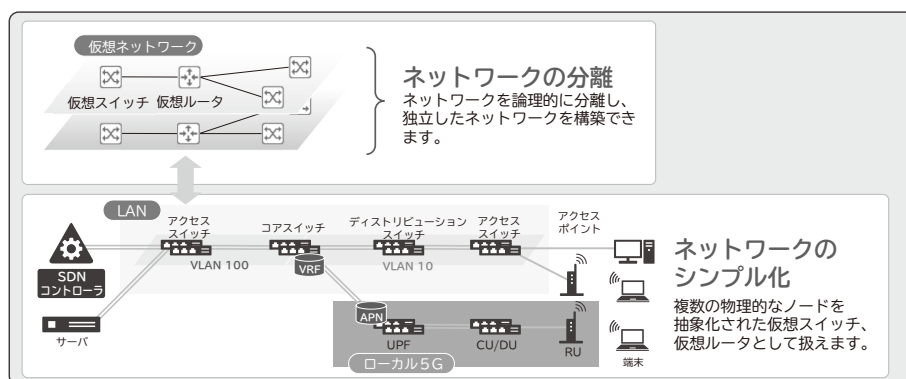 仮想ネットワーク
仮想スイッチ 仮想ルータ
ネットワークの分離
ネットワークを論理的に分離し、
独立したネットワークを構築でき
ます。
LAN
アクセス
スイッチ
コアスイッチ
ディストリビューション
スイッチ
アクセス
スイッチ
アクセス
ポイント
VLAN 100
VRF
VLAN 10
SDN
コントローラ
サーバ
APN
UPF
CU/DU
RU
ローカル5G
端末
ネットワークの
シンプル化
複数の物理的なノードを
抽象化された仮想スイッチ、
仮想ルータとして扱えます。